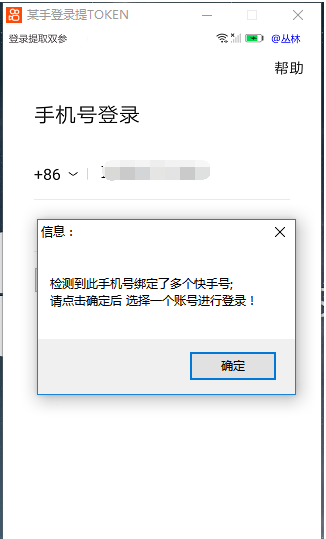 某手登录提TOKEN
登录提取双参
@丛林
帮助
手机号登录
+86
信息：
检测到此手机号绑定了多个快手号;
请点击确定后 选择一个账号进行登录！
确定